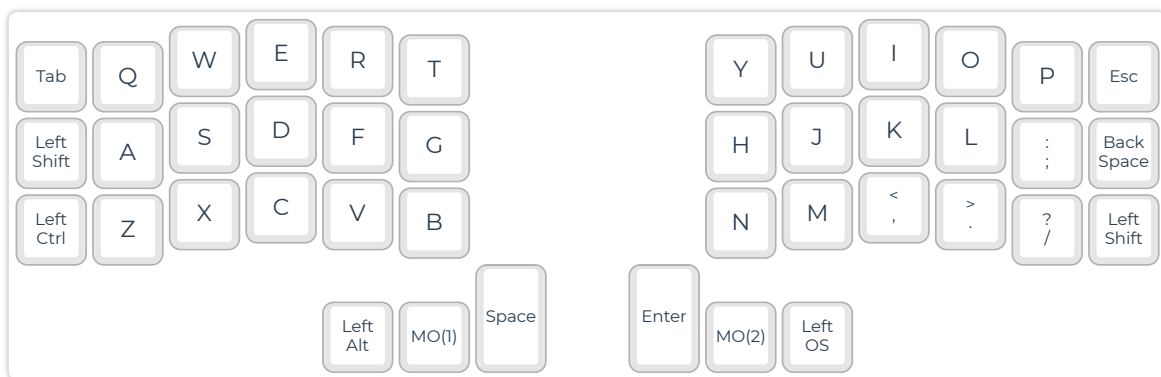 Tab Q W E R T Y U I O P Esc
Left Shift A S D F G H J K L : ; Back Space
Left Ctrl Z X C V B N M < , > . ? / Left Shift
Left Alt MO(1) Space Enter MO(2) Left OS